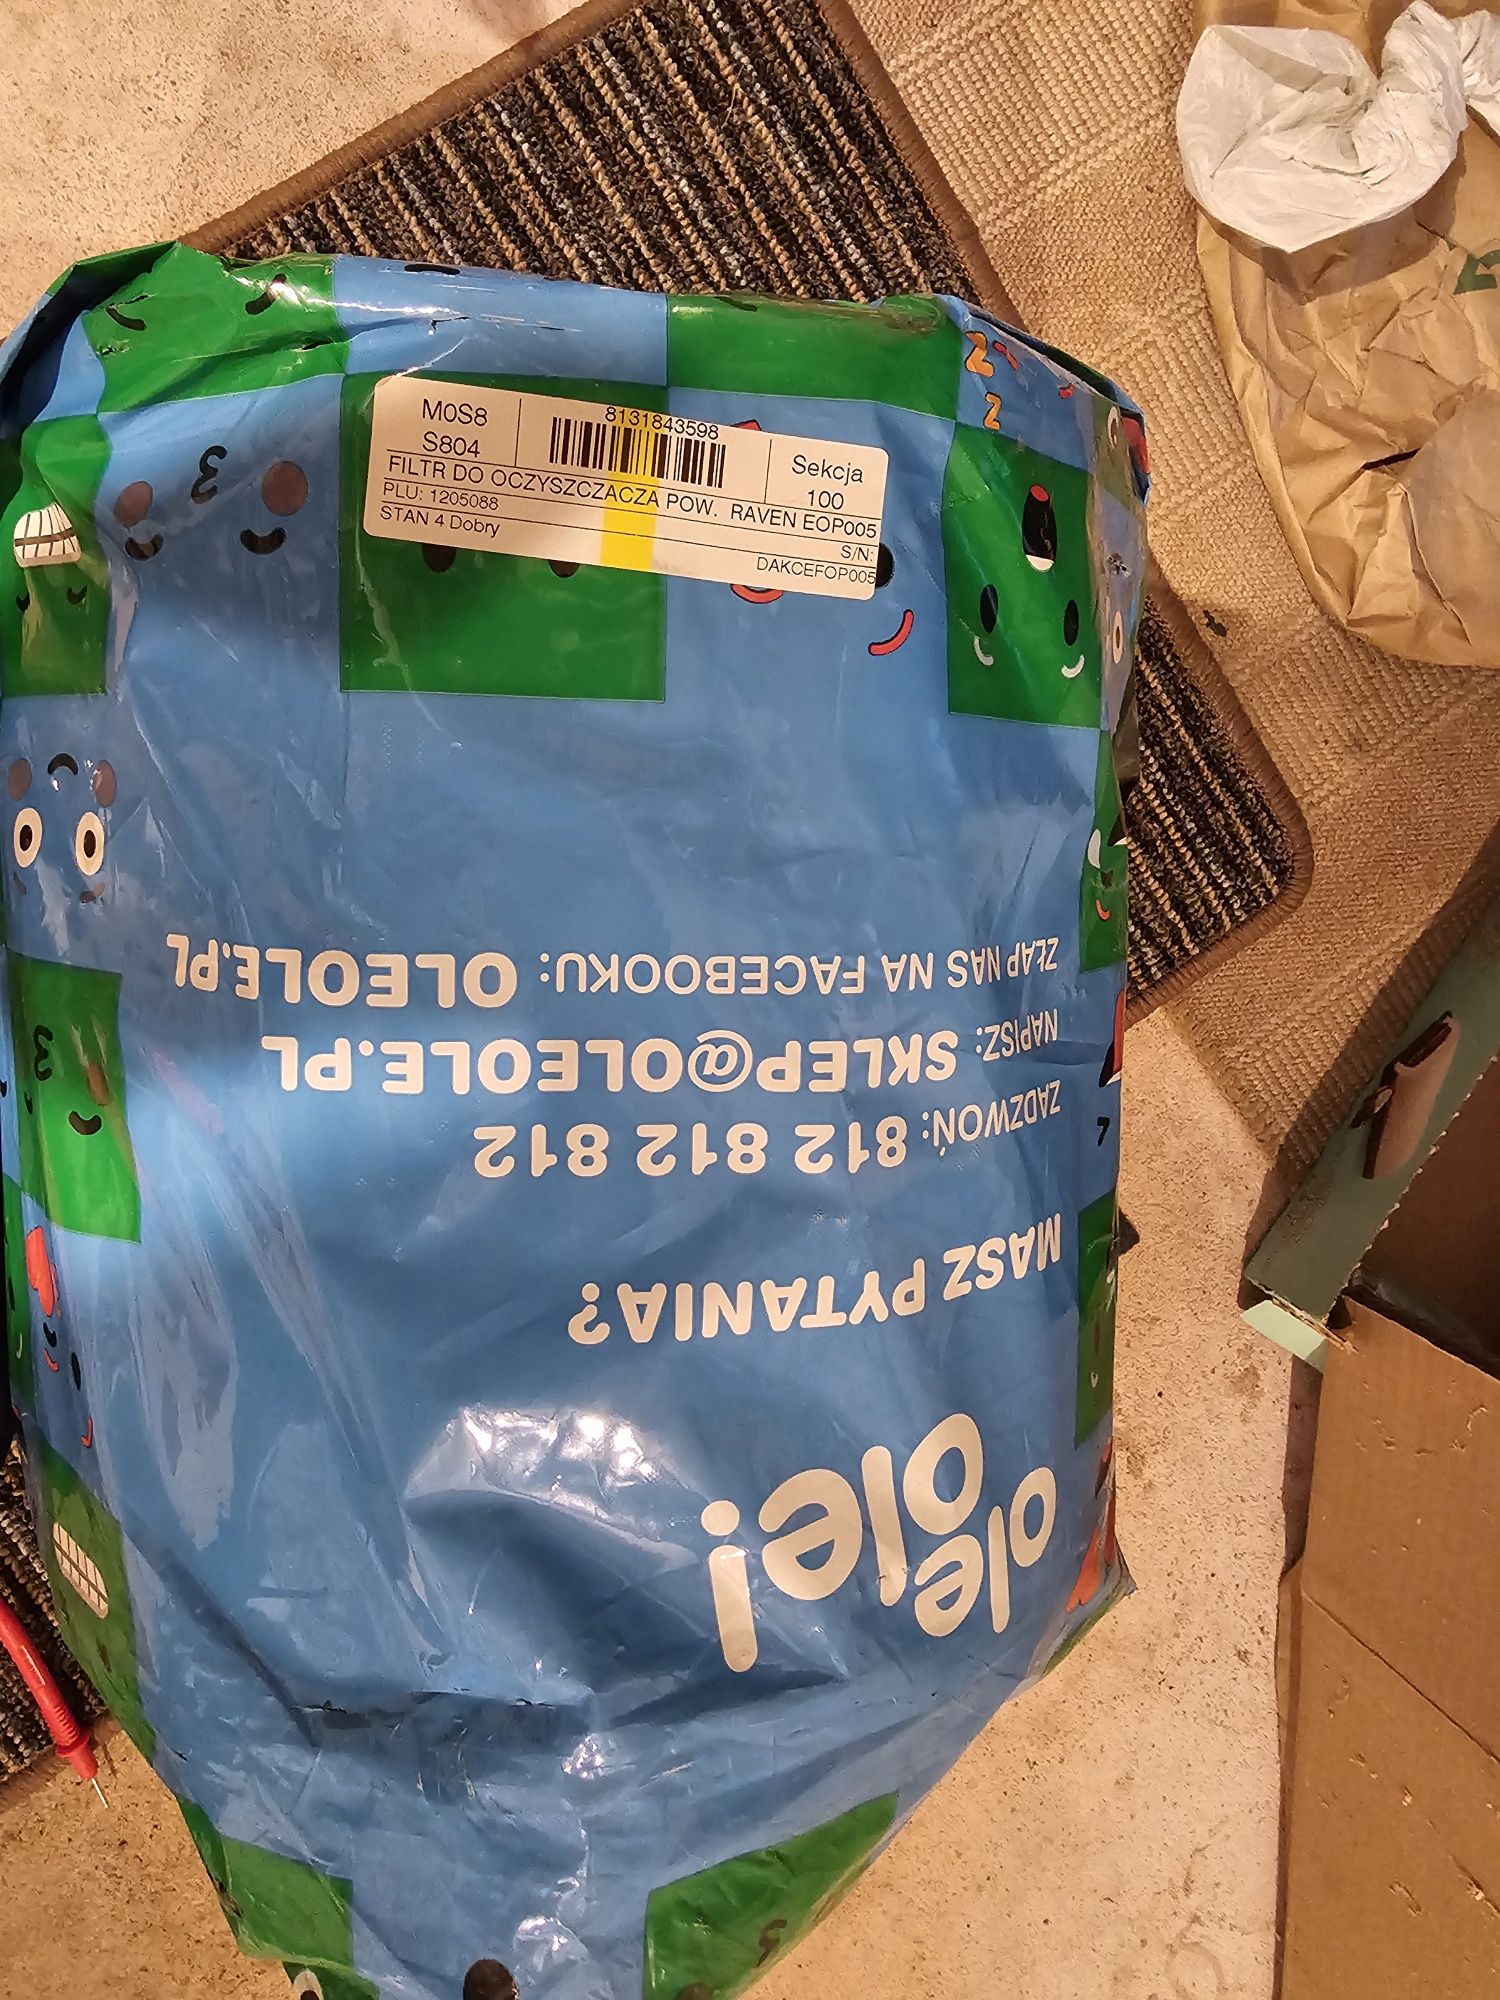 M0S8
S804
8131843598
Sekcja
100
FILTR DO OCZYSZCZACZA POW. RAVEN EOP005
PLU: 1205088
S/N:
STAN 4 Dobry
DAKCEFOP005
ole
ole!
MASZ PYTANIA?
ZADZWOŃ: 812 812 812
NAPISZ: SKLEP@OLEOLE.PL
ZŁAP NAS NA FACEBOOKU: OLEOLE.PL
z
z
z